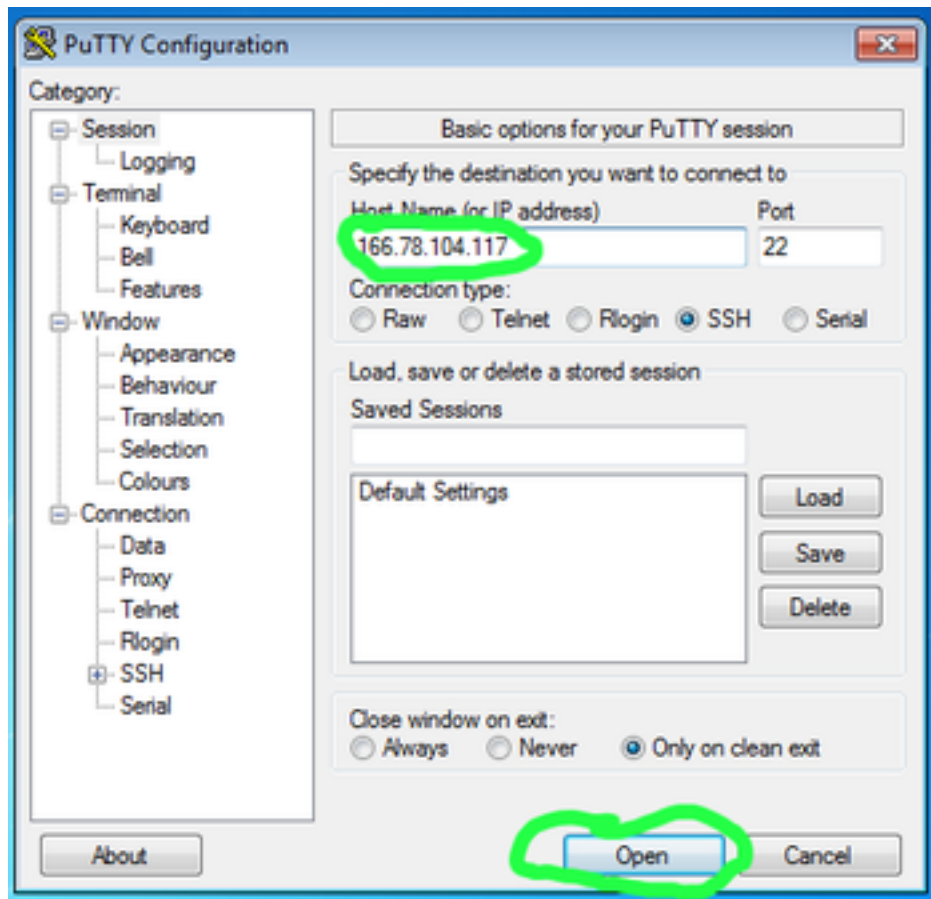 PuTTY Configuration
Category:
Session
Logging
Terminal
Keyboard
Bell
Features
Window
Appearance
Behaviour
Translation
Selection
Colours
Connection
Data
Proxy
Telnet
Rlogin
SSH
Serial
Basic options for your PuTTY session
Specify the destination you want to connect to
Host Name (or IP address) Port
166.78.104.117 22
Connection type:
Raw Telnet Rlogin SSH Serial
Load, save or delete a stored session
Saved Sessions
Default Settings
Load
Save
Delete
Close window on exit:
Always Never Only on clean exit
About Open Cancel